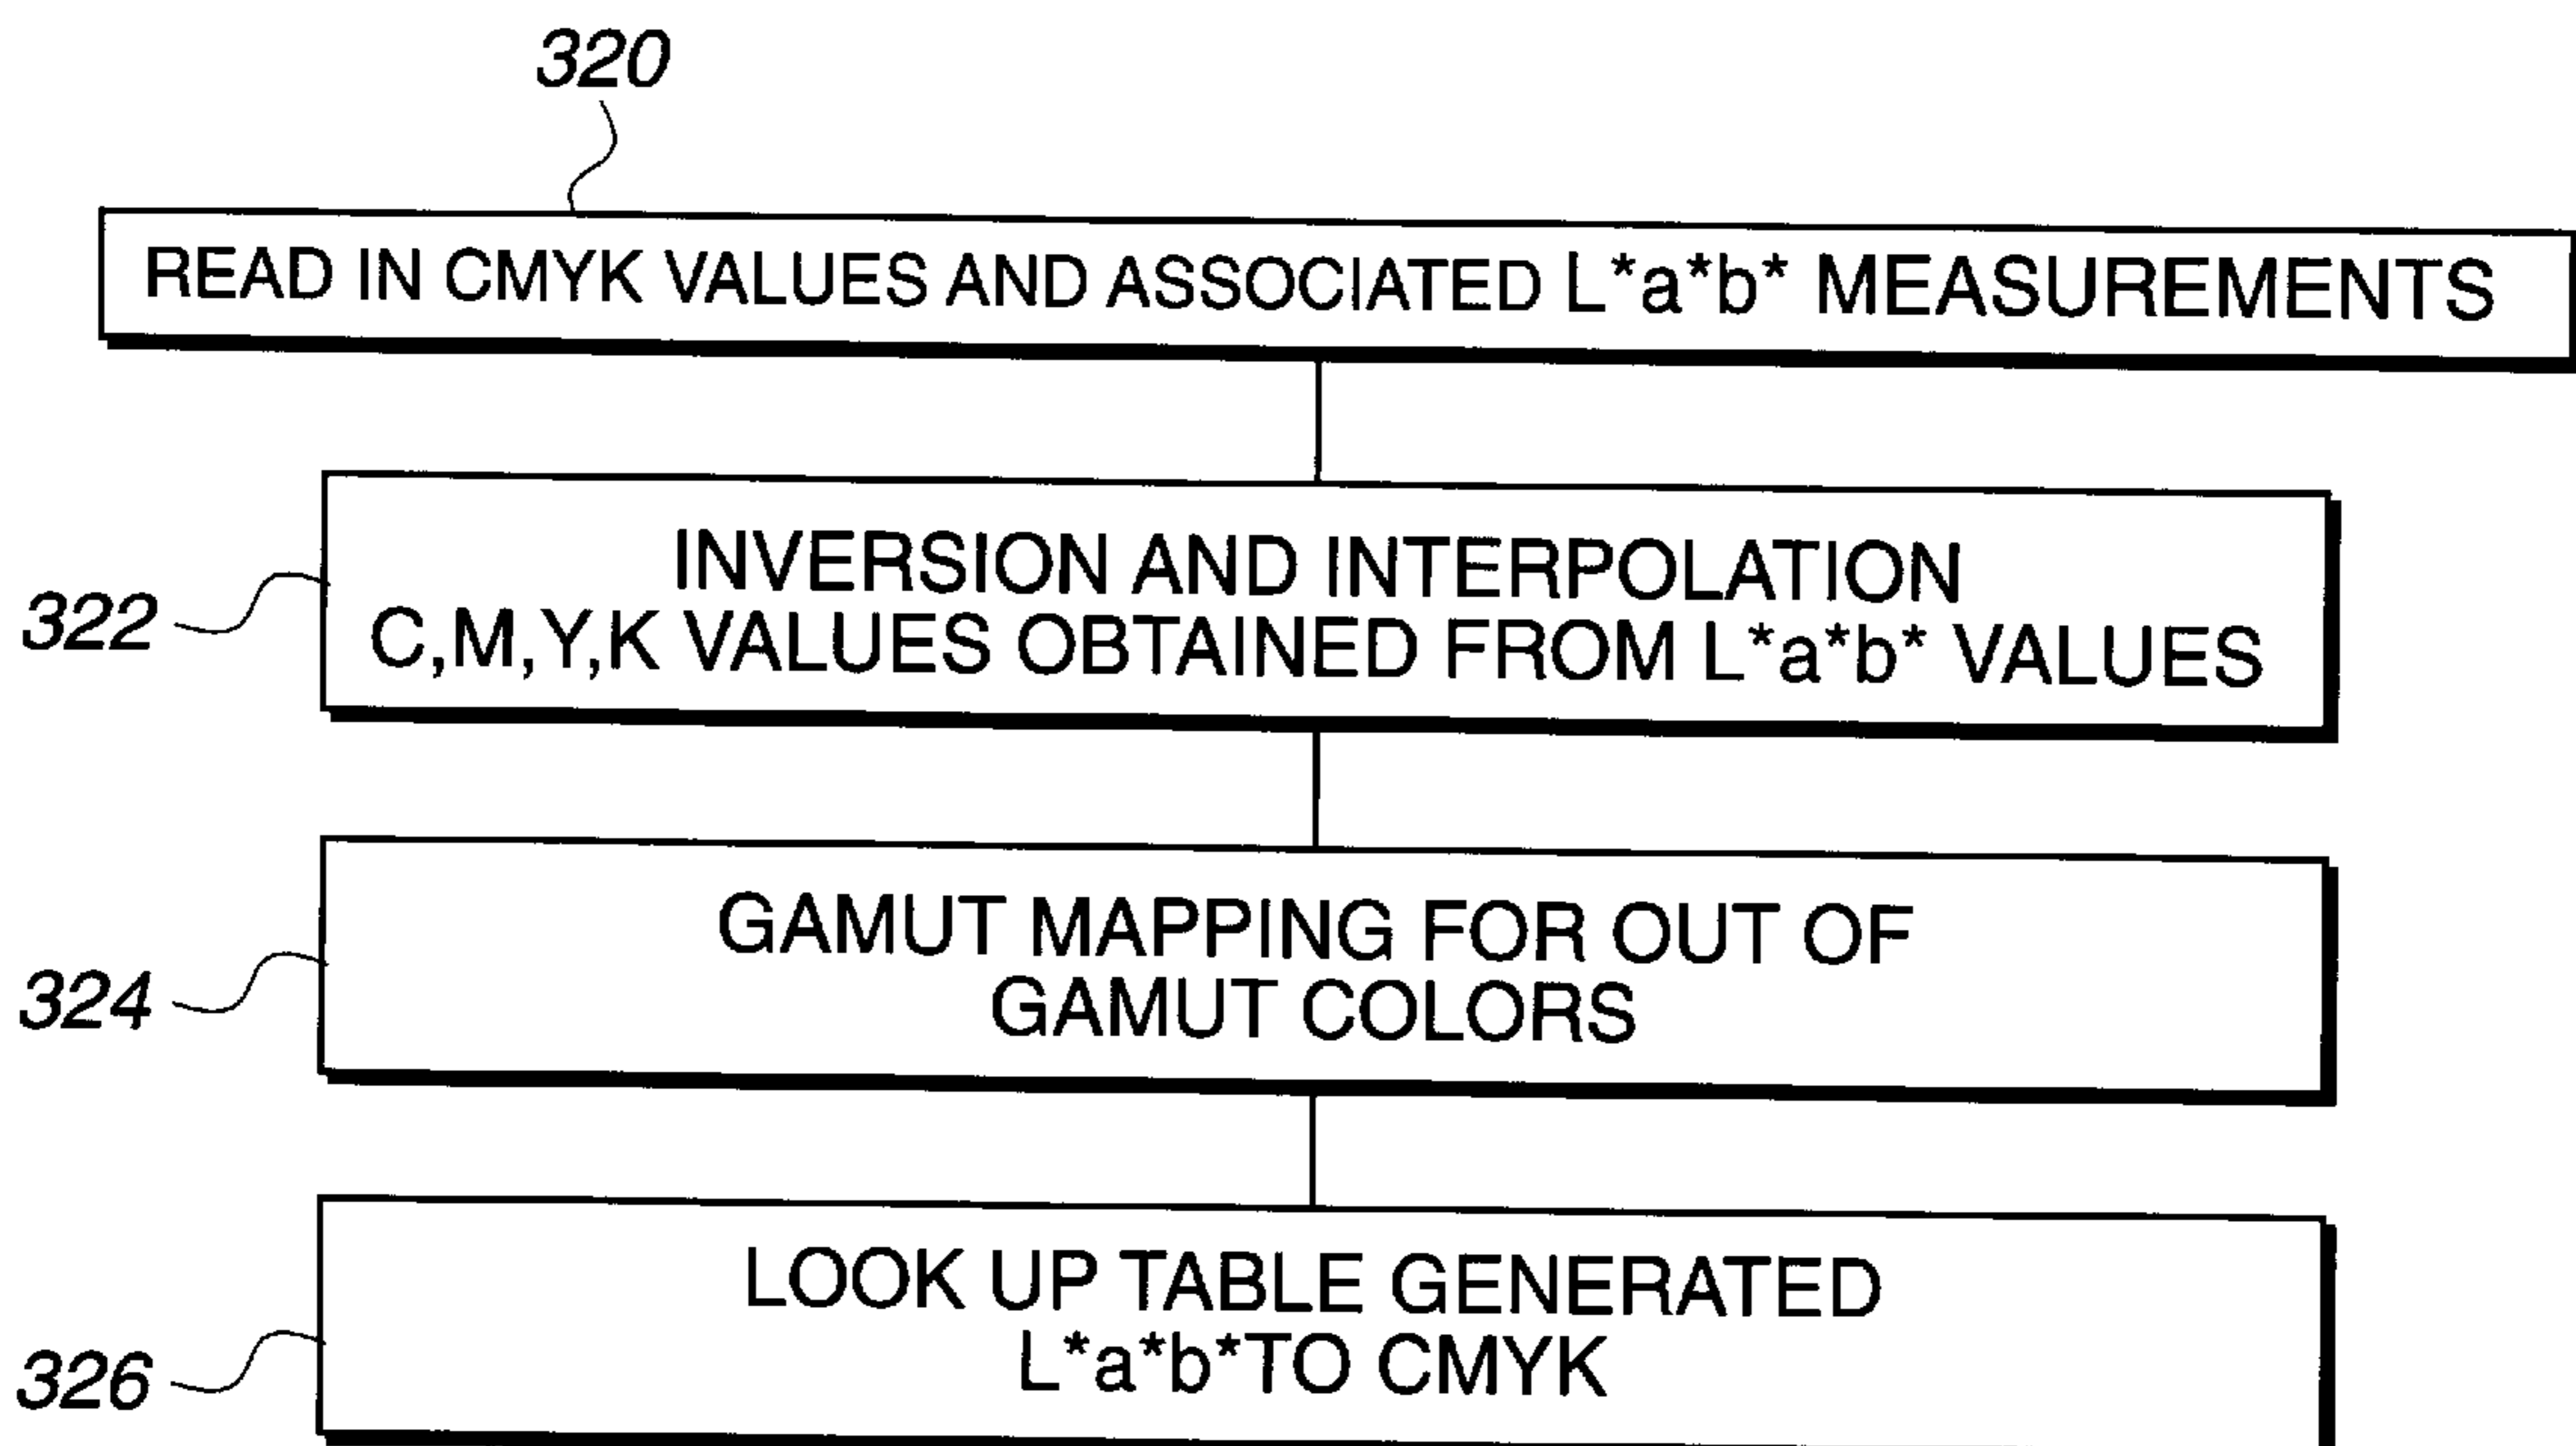 320
READ IN CMYK VALUES AND ASSOCIATED L*a*b* MEASUREMENTS
INVERSION AND INTERPOLATION
322
C,M,Y,K VALUES OBTAINED FROM L*a*b* VALUES
GAMUT MAPPING FOR OUT OF
324
GAMUT COLORS
LOOK UP TABLE GENERATED
326
L*a*b*TO CMYK